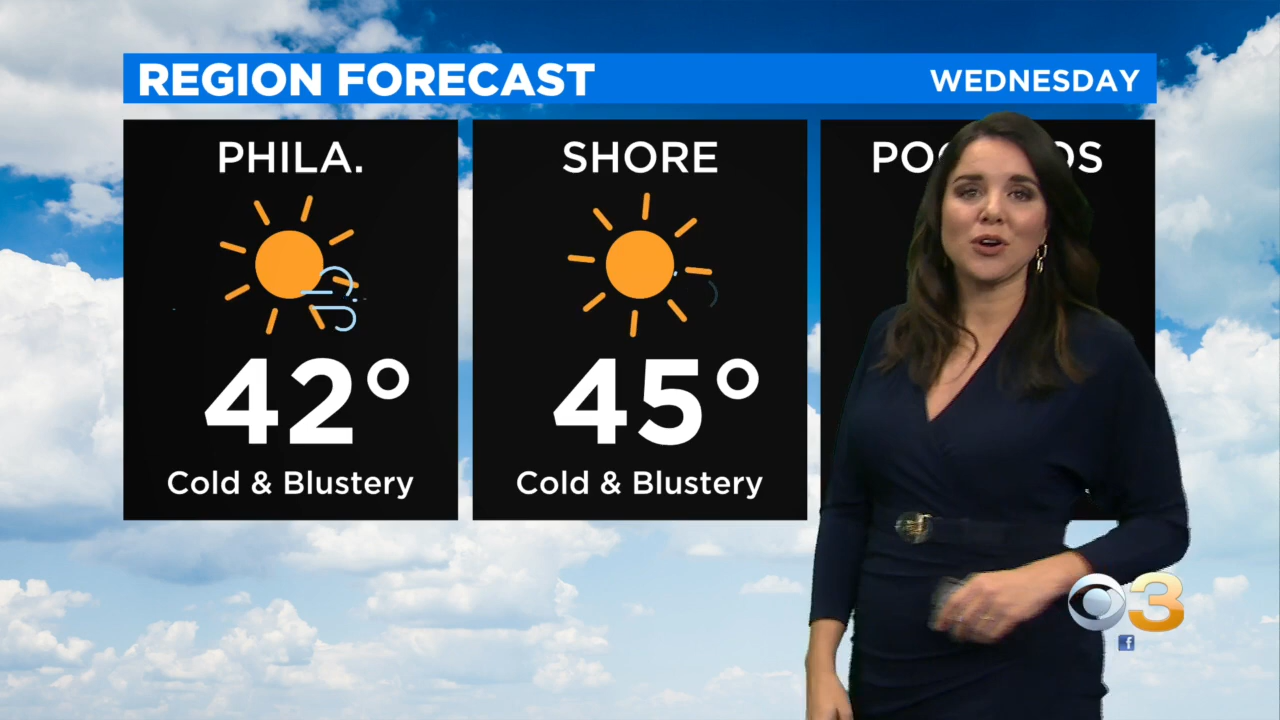 REGION FORECAST
WEDNESDAY
PHILA.
42°
Cold & Blustery
SHORE
45°
Cold & Blustery
3
f